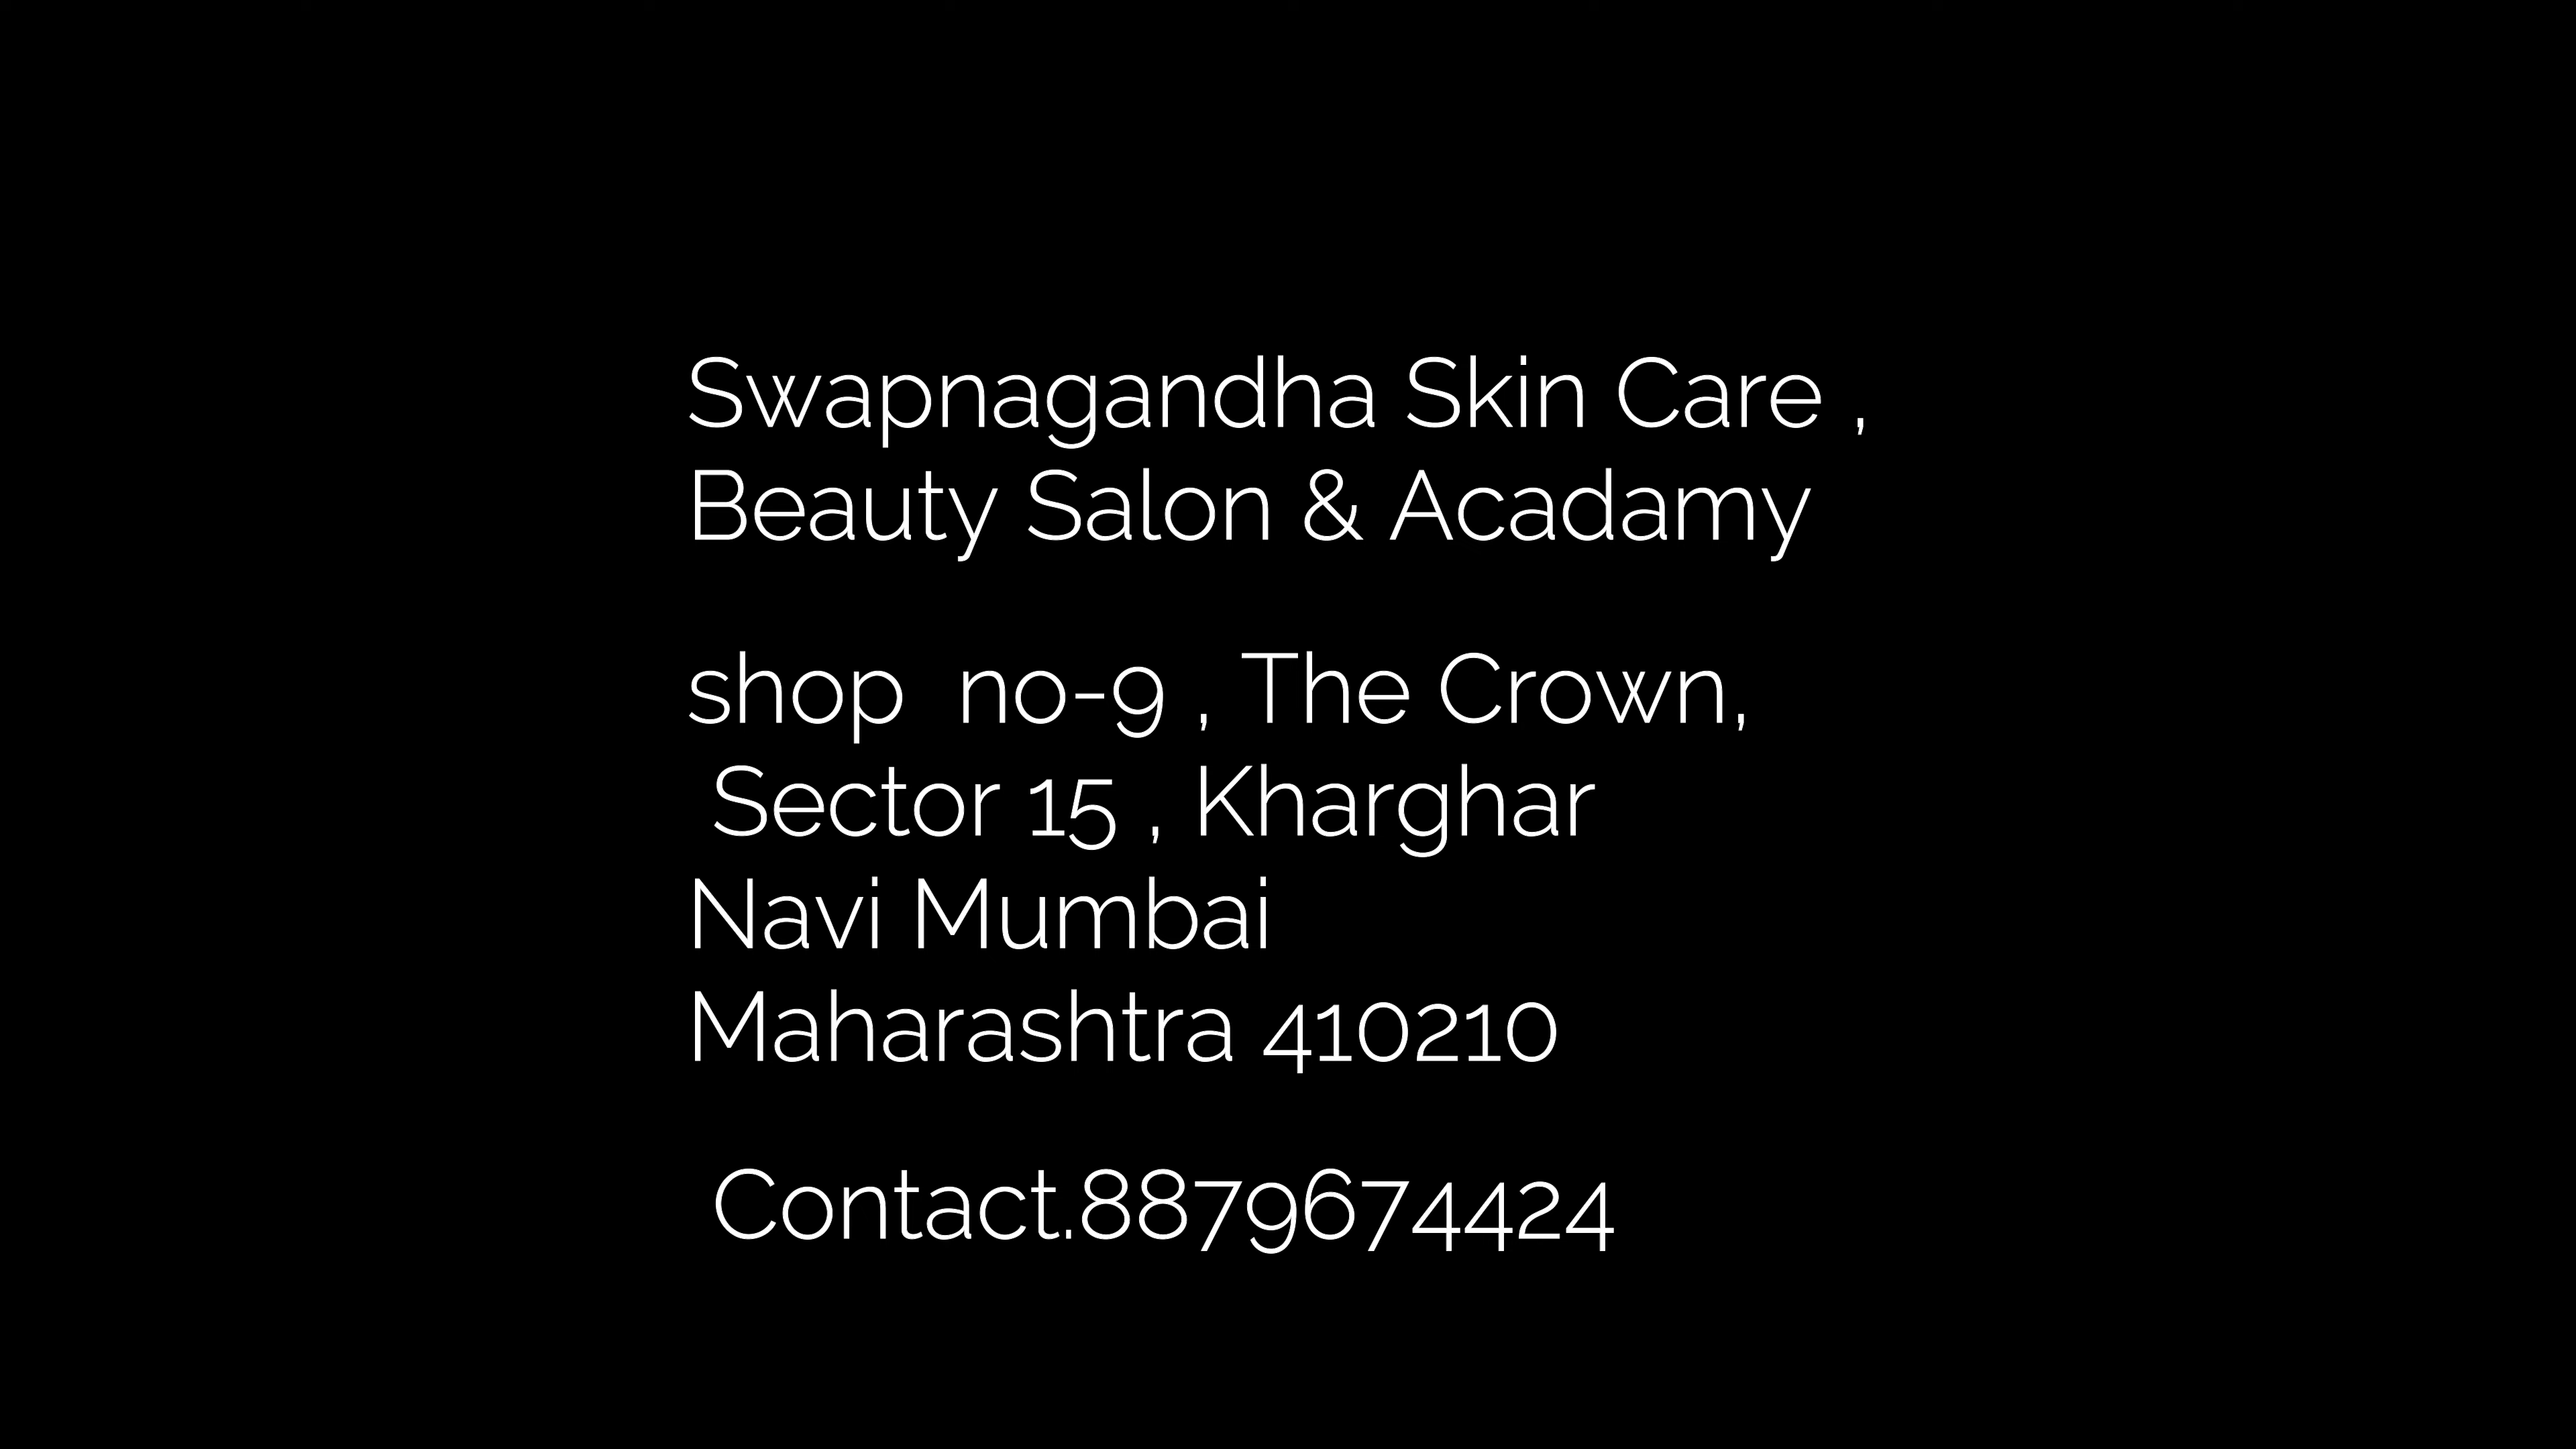 Swapnagandha Skin Care ,
Beauty Salon & Acadamy
shop  no-9 , The Crown,
Sector 15 , Kharghar
Navi Mumbai
Maharashtra 410210
Contact.8879674424